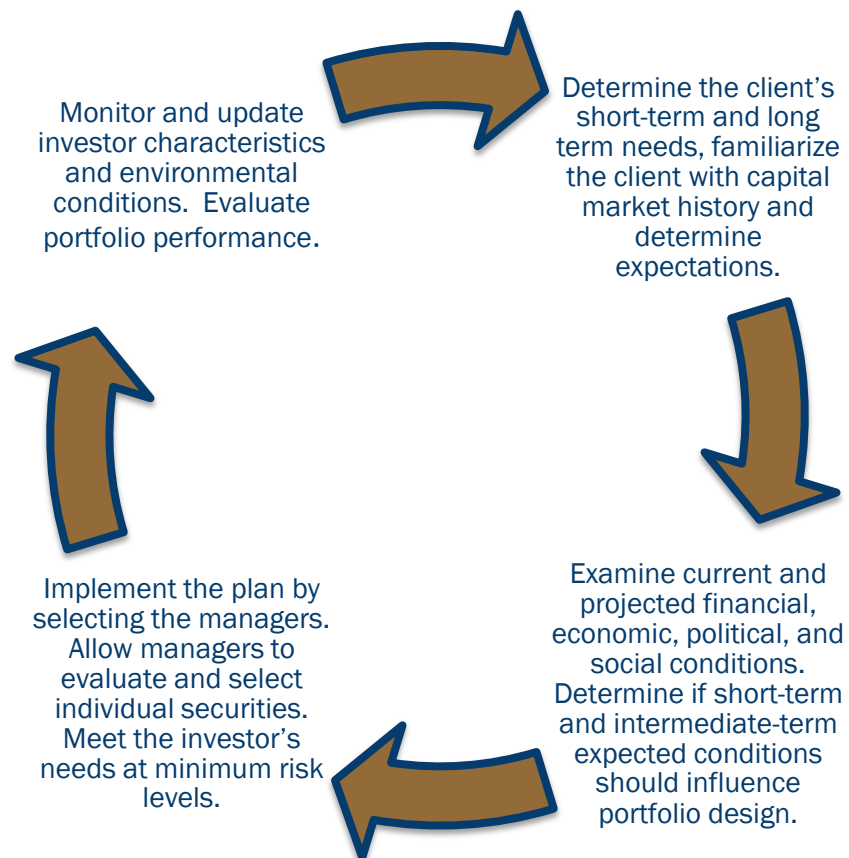 Monitor and update
investor characteristics
and environmental
conditions.  Evaluate
portfolio performance.
Determine the client's
short-term and long
term needs, familiarize
the client with capital
market history and
determine
expectations.
Examine current and
projected financial,
economic, political, and
social conditions.
Determine if short-term
and intermediate-term
expected conditions
should influence
portfolio design.
Implement the plan by
selecting the managers.
Allow managers to
evaluate and select
individual securities.
Meet the investor's
needs at minimum risk
levels.